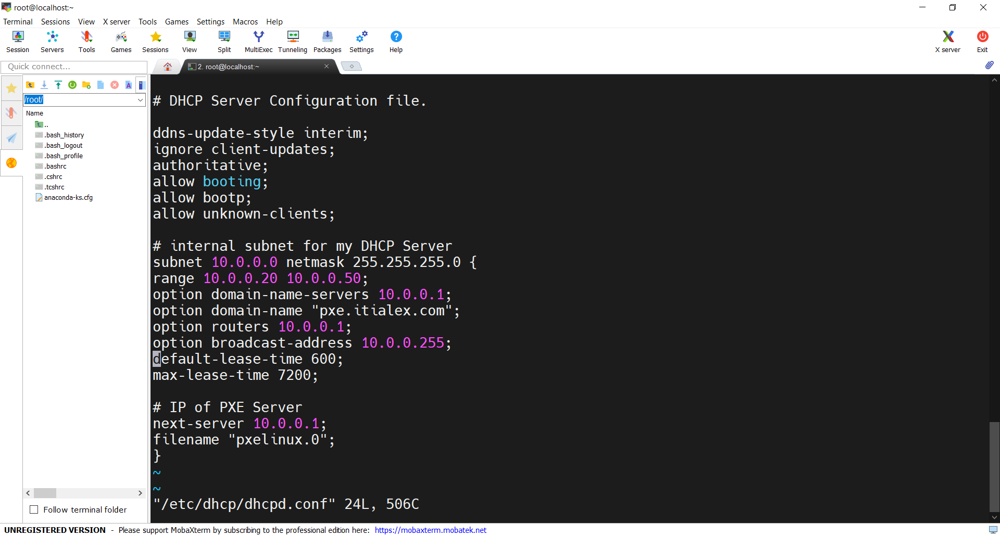 root@localhost:~
Terminal Sessions View X server Tools Games Settings Macros Help
Session Servers Tools Games Sessions View Split MultiExec Tunneling Packages Settings Help X server Exit
Quick connect...
2. root@localhost:~
/root/
Name
..
.bash_history
.bash_logout
.bash_profile
.bashrc
.cshrc
.tcshrc
anaconda-ks.cfg
Follow terminal folder
# DHCP Server Configuration file.
ddns-update-style interim;
ignore client-updates;
authoritative;
allow booting;
allow bootp;
allow unknown-clients;
# internal subnet for my DHCP Server
subnet 10.0.0.0 netmask 255.255.255.0 {
range 10.0.0.20 10.0.0.50;
option domain-name-servers 10.0.0.1;
option domain-name "pxe.itialex.com";
option routers 10.0.0.1;
option broadcast-address 10.0.0.255;
default-lease-time 600;
max-lease-time 7200;
# IP of PXE Server
next-server 10.0.0.1;
filename "pxelinux.0";
}
~
~
"/etc/dhcp/dhcpd.conf" 24L, 506C
UNREGISTERED VERSION - Please support MobaXterm by subscribing to the professional edition here: https://mobaxterm.mobatek.net